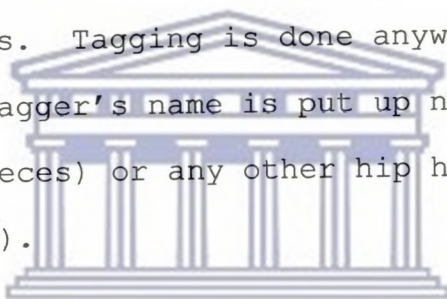 s. Tagging is done anyw
agger's name is put up n
eces) or any other hip h
).